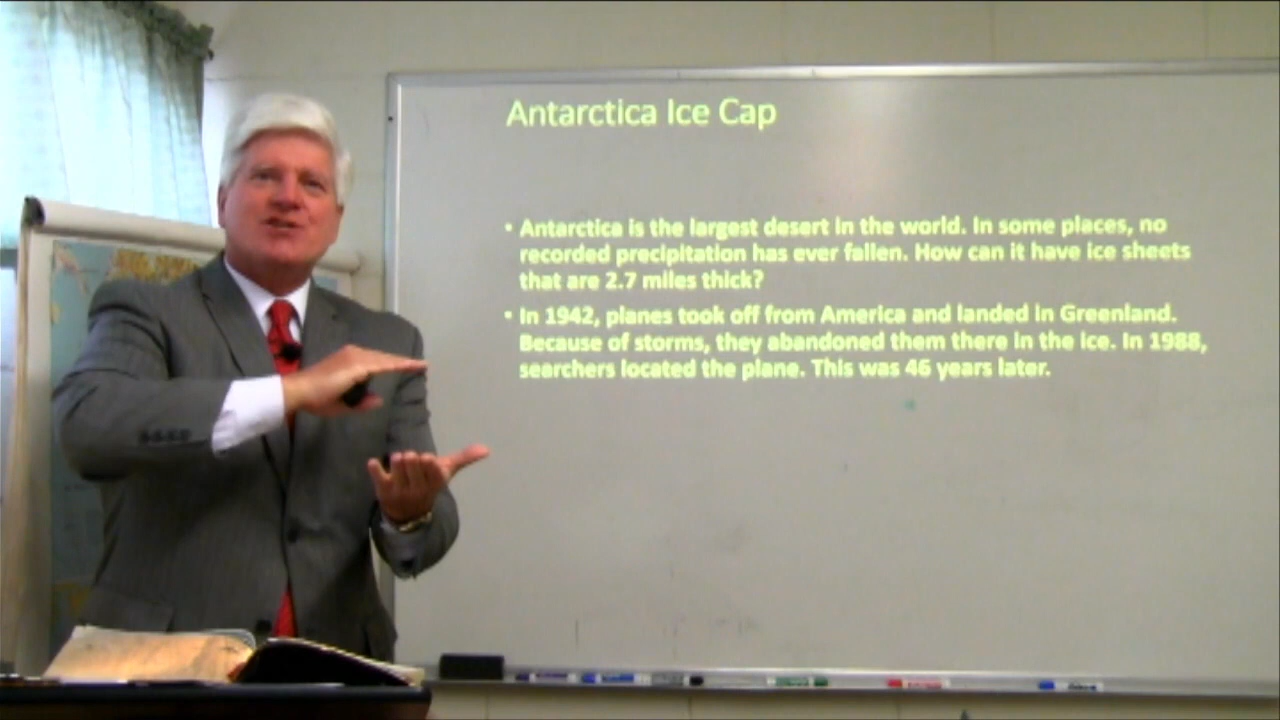 Antarctica Ice Cap
• Antarctica is the largest desert in the world. In some places, no
recorded precipitation has ever fallen. How can it have ice sheets
that are 2.7 miles thick?
• In 1942, planes took off from America and landed in Greenland.
Because of storms, they abandoned them there in the ice. In 1988,
searchers located the plane. This was 46 years later.